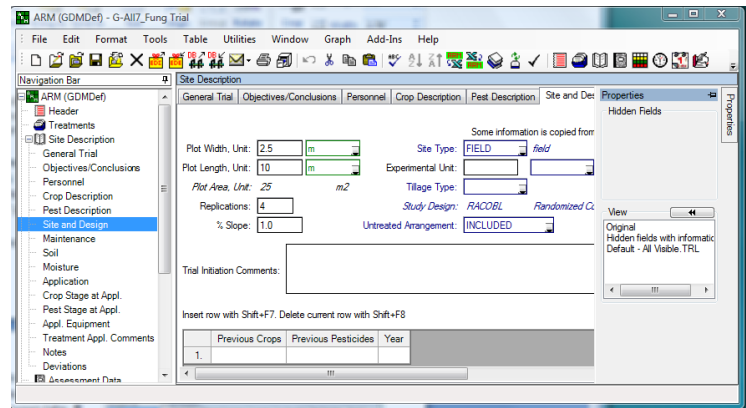 ARM (GDMDef) - G-All7_Fung Trial
File Edit Format Tools Table Utilities Window Graph Add-Ins Help
Navigation Bar
Site Description
ARM (GDMDef)
Header
Treatments
Site Description
General Trial
Objectives/Conclusions
Personnel
Crop Description
Pest Description
Site and Design
Maintenance
Soil
Moisture
Application
Crop Stage at Appl.
Pest Stage at Appl.
Appl. Equipment
Treatment Appl. Comments
Notes
Deviations
Assessment Data
General Trial Objectives/Conclusions Personnel Crop Description Pest Description Site and Des
Some information is copied from
Plot Width, Unit: 2.5 m Site Type: FIELD field
Plot Length, Unit: 10 m Experimental Unit:
Plot Area, Unit: 25 m2 Tillage Type:
Replications: 4 Study Design: RACOBL Randomized Co
% Slope: 1.0 Untreated Arrangement: INCLUDED
Trial Initiation Comments:
Insert row with Shift+F7. Delete current row with Shift+F8
Previous Crops Previous Pesticides Year
1.
Properties
Hidden Fields
View
Original
Hidden fields with informatic
Default - All Visible.TRL
Properties